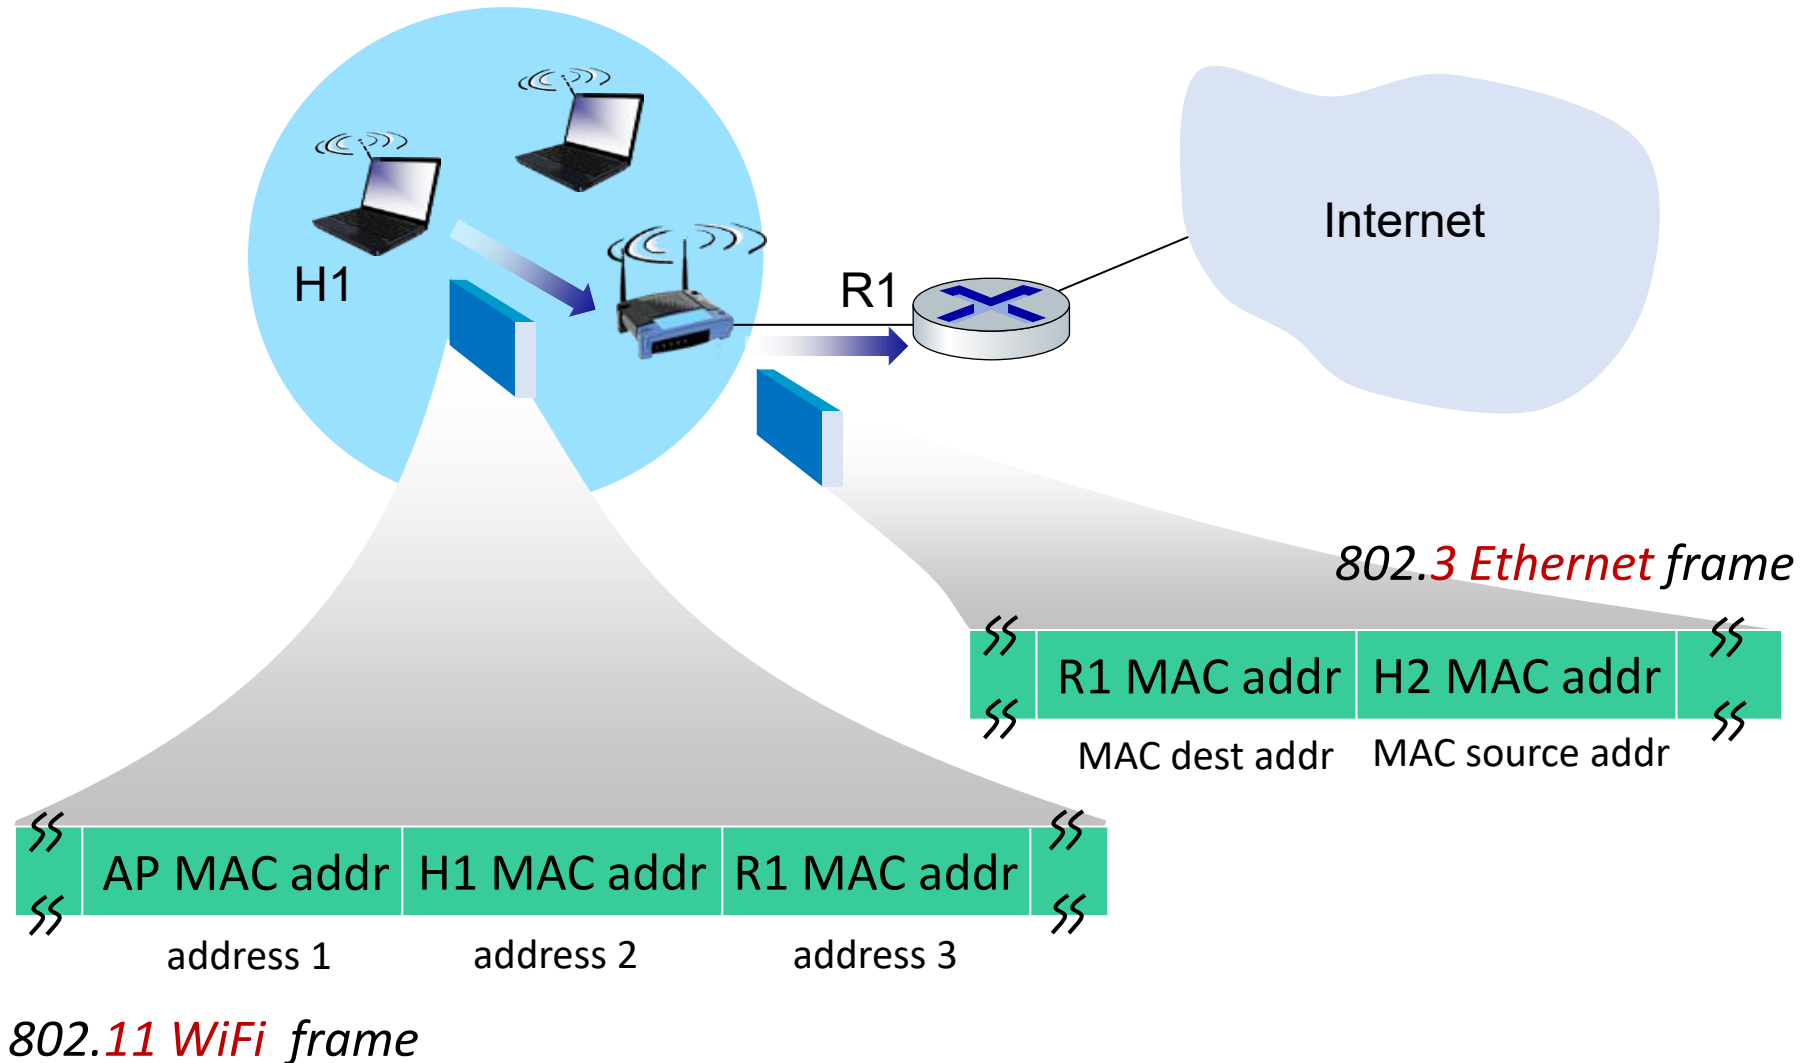 H1
R1
Internet
802.3 Ethernet frame
R1 MAC addr H2 MAC addr
MAC dest addr MAC source addr
AP MAC addr H1 MAC addr R1 MAC addr
address 1 address 2 address 3
802.11 WiFi frame